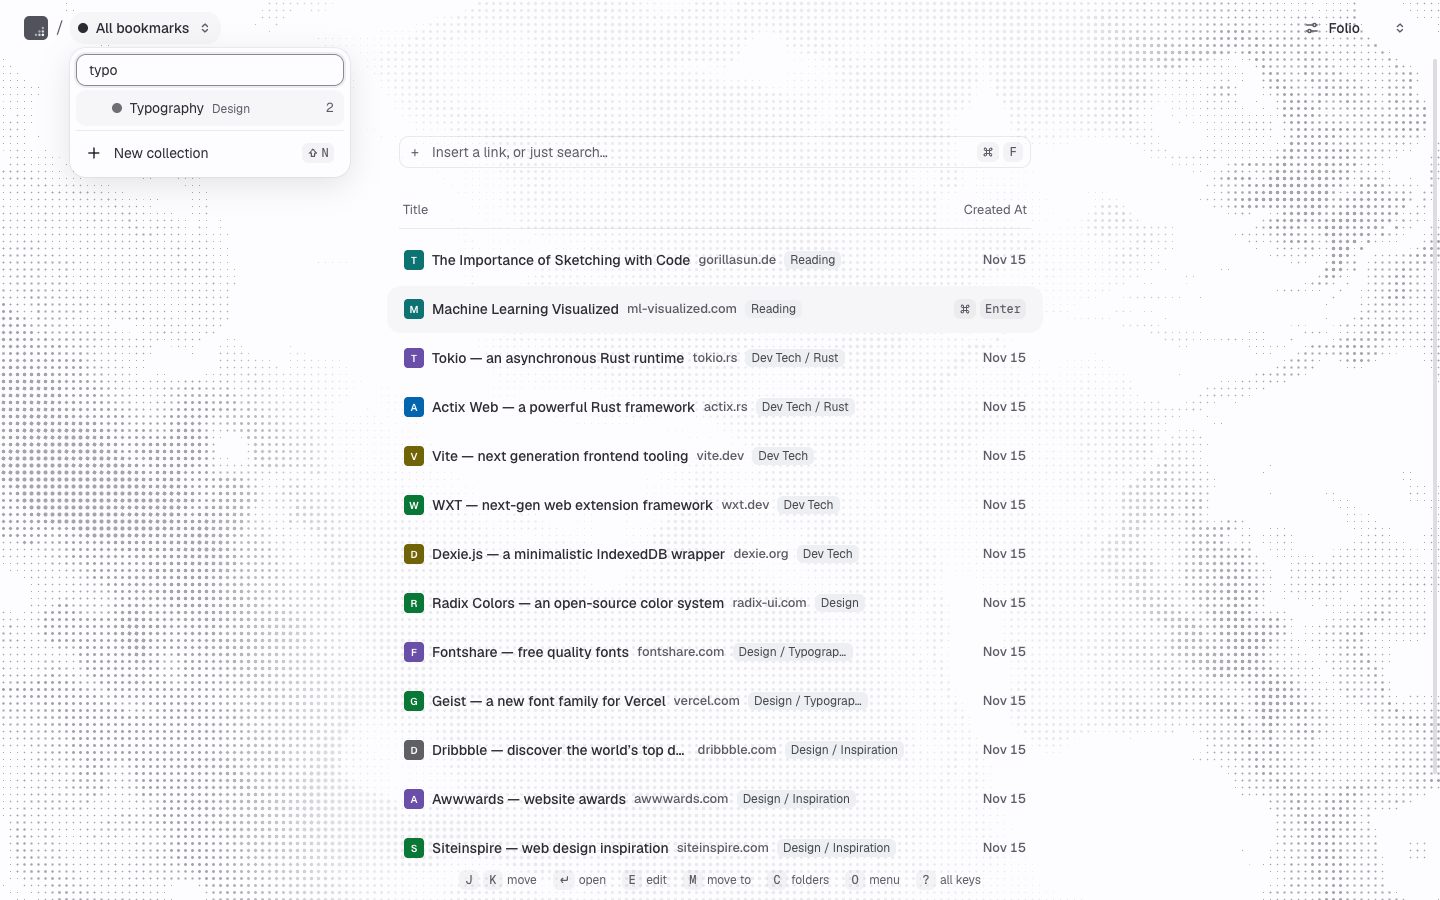 / All bookmarks
Folio
typo
Typography Design 2
New collection ⇧ N
+ Insert a link, or just search... ⌘ F
Title Created At
T The Importance of Sketching with Code gorillasun.de Reading Nov 15
M Machine Learning Visualized ml-visualized.com Reading ⌘ Enter
T Tokio — an asynchronous Rust runtime tokio.rs Dev Tech / Rust Nov 15
A Actix Web — a powerful Rust framework actix.rs Dev Tech / Rust Nov 15
V Vite — next generation frontend tooling vite.dev Dev Tech Nov 15
W WXT — next-gen web extension framework wxt.dev Dev Tech Nov 15
D Dexie.js — a minimalistic IndexedDB wrapper dexie.org Dev Tech Nov 15
R Radix Colors — an open-source color system radix-ui.com Design Nov 15
F Fontshare — free quality fonts fontshare.com Design / Typograp... Nov 15
G Geist — a new font family for Vercel vercel.com Design / Typograp... Nov 15
D Dribbble — discover the world's top d... dribbble.com Design / Inspiration Nov 15
A Awwwards — website awards awwwards.com Design / Inspiration Nov 15
S Siteinspire — web design inspiration siteinspire.com Design / Inspiration Nov 15
J K move ↵ open E edit M move to C folders O menu ? all keys